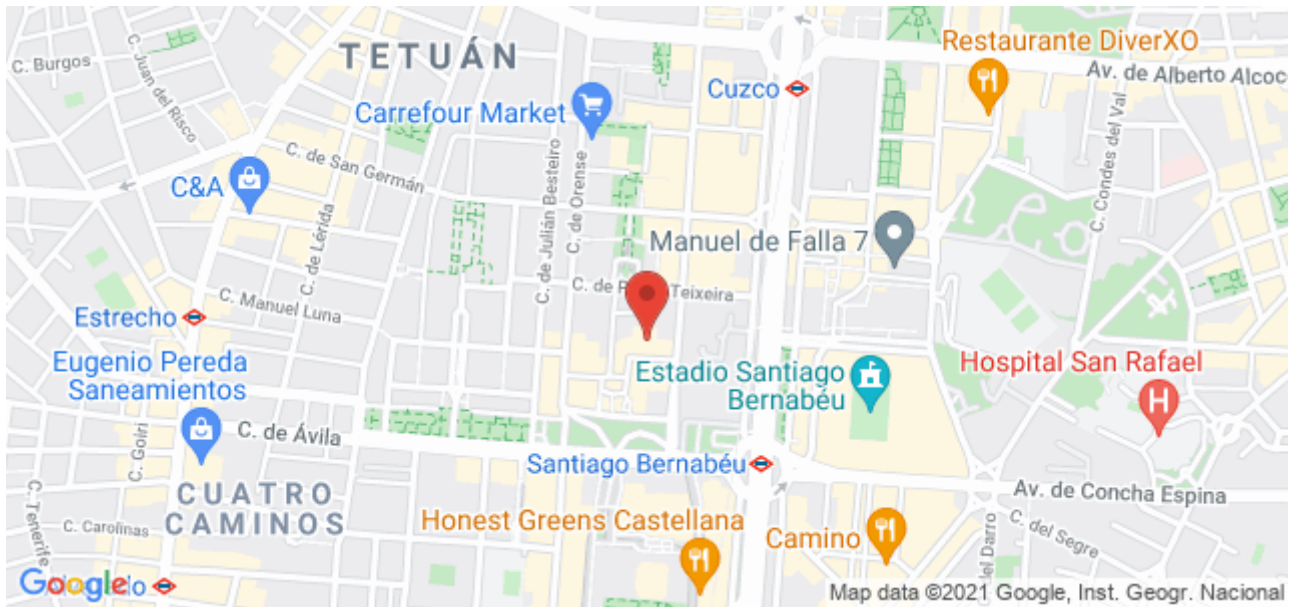 Restaurante DiverXO
TETUÁN
C. Burgos
Av. de Alberto Alcoc
Cuzco
C. Juan del Risco
Carrefour Market
C. Condes del Val
C. de San Germán
C&A
C. de Orense
C. de Julián Besteiro
C. de Lérida
Manuel de Falla 7
C. de
Teixeira
C. Manuel Luna
Estrecho
Eugenio Pereda
Saneamientos
Estadio Santiago
Bernabéu
Hospital San Rafael
H
C. de Ávila
C. Goiri
Santiago Bernabéu
CUATRO
CAMINOS
Av. de Concha Espina
C. Tenerife
C. Carolinas
Honest Greens Castellana
Camino
C. del Segre
del Darro
Google
Map data ©2021 Google, Inst. Geogr. Nacional